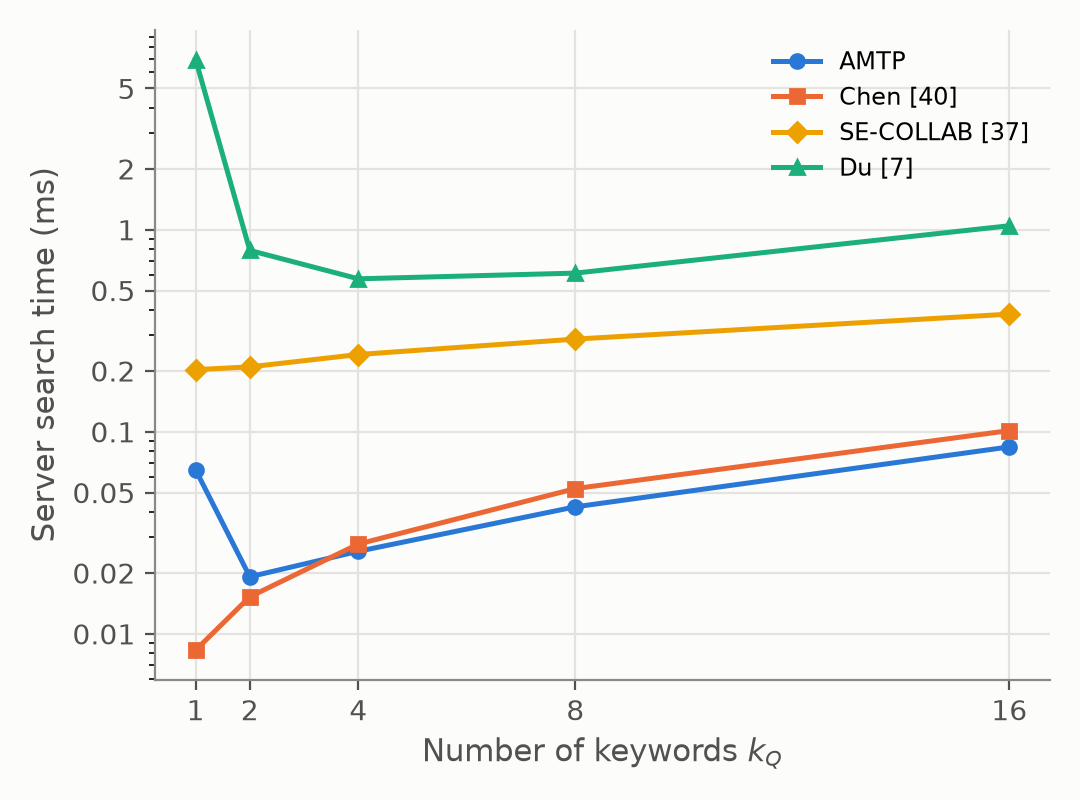 AMTP
Chen [40]
SE-COLLAB [37]
Du [7]
5
2
1
0.5
0.2
0.1
0.05
0.02
0.01
Server search time (ms)
1 2 4 8 16
Number of keywords k_Q